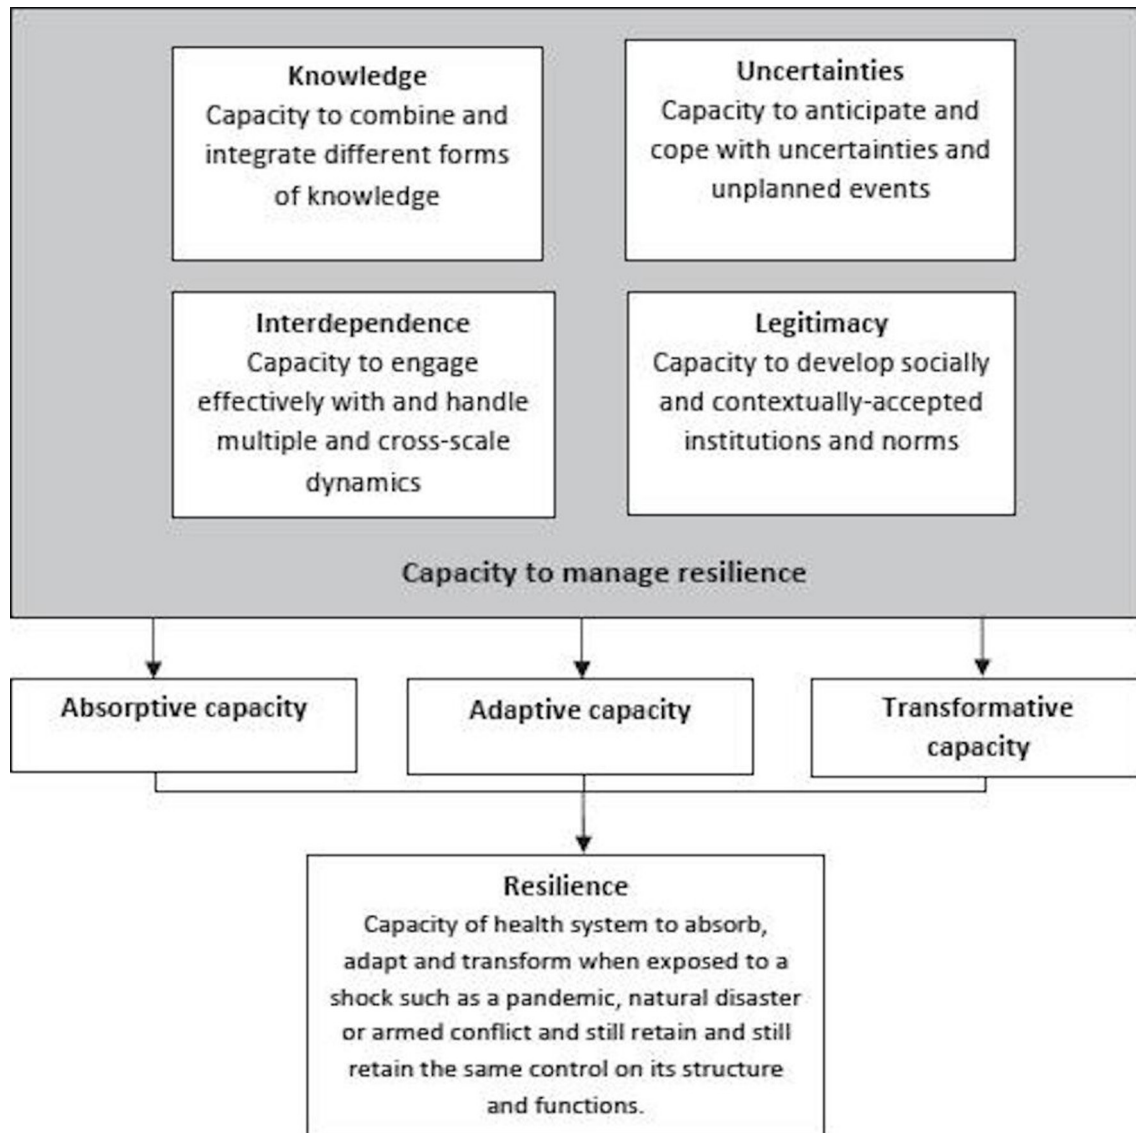 Knowledge
Capacity to combine and
integrate different forms
of knowledge
Uncertainties
Capacity to anticipate and
cope with uncertainties and
unplanned events
Interdependence
Capacity to engage
effectively with and handle
multiple and cross-scale
dynamics
Legitimacy
Capacity to develop socially
and contextually-accepted
institutions and norms
Capacity to manage resilience
Absorptive capacity
Adaptive capacity
Transformative
capacity
Resilience
Capacity of health system to absorb,
adapt and transform when exposed to a
shock such as a pandemic, natural disaster
or armed conflict and still retain and still
retain the same control on its structure
and functions.